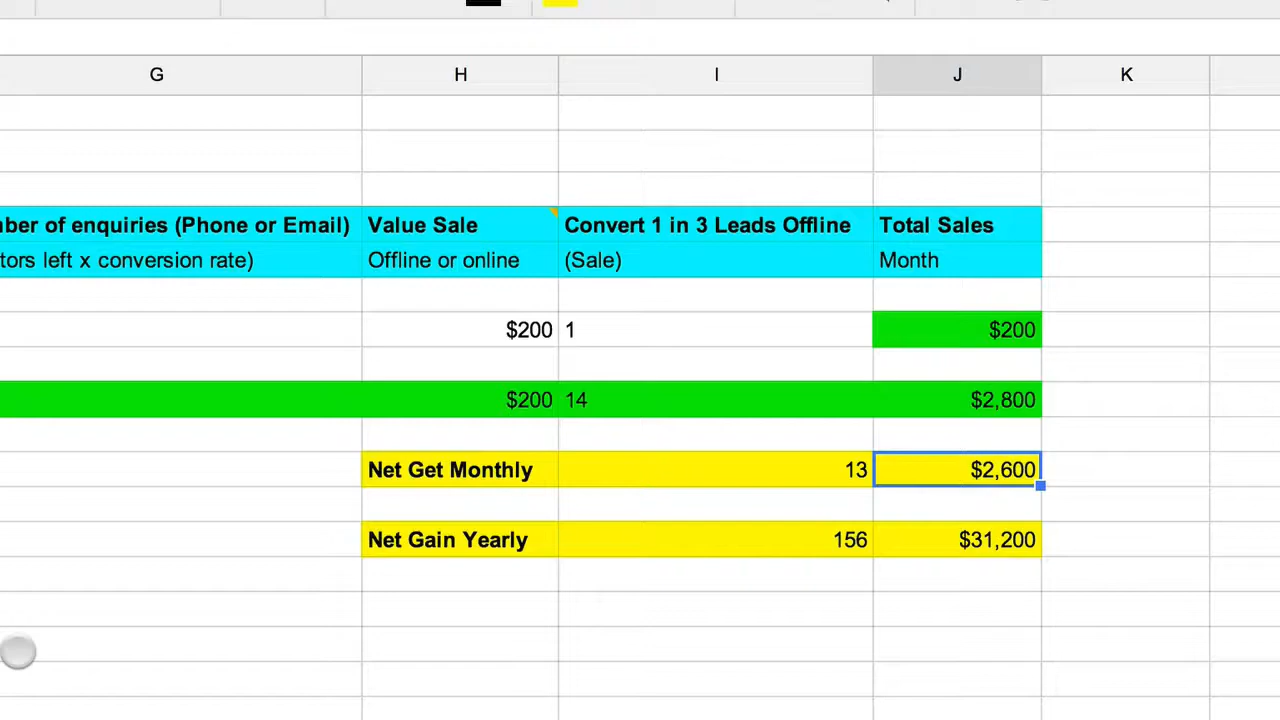 G H I J K
of enquiries (Phone or Email) Value Sale Convert 1 in 3 Leads Offline Total Sales
left x conversion rate) Offline or online (Sale) Month
$200 1 $200
$200 14 $2,800
Net Get Monthly 13 $2,600
Net Gain Yearly 156 $31,200